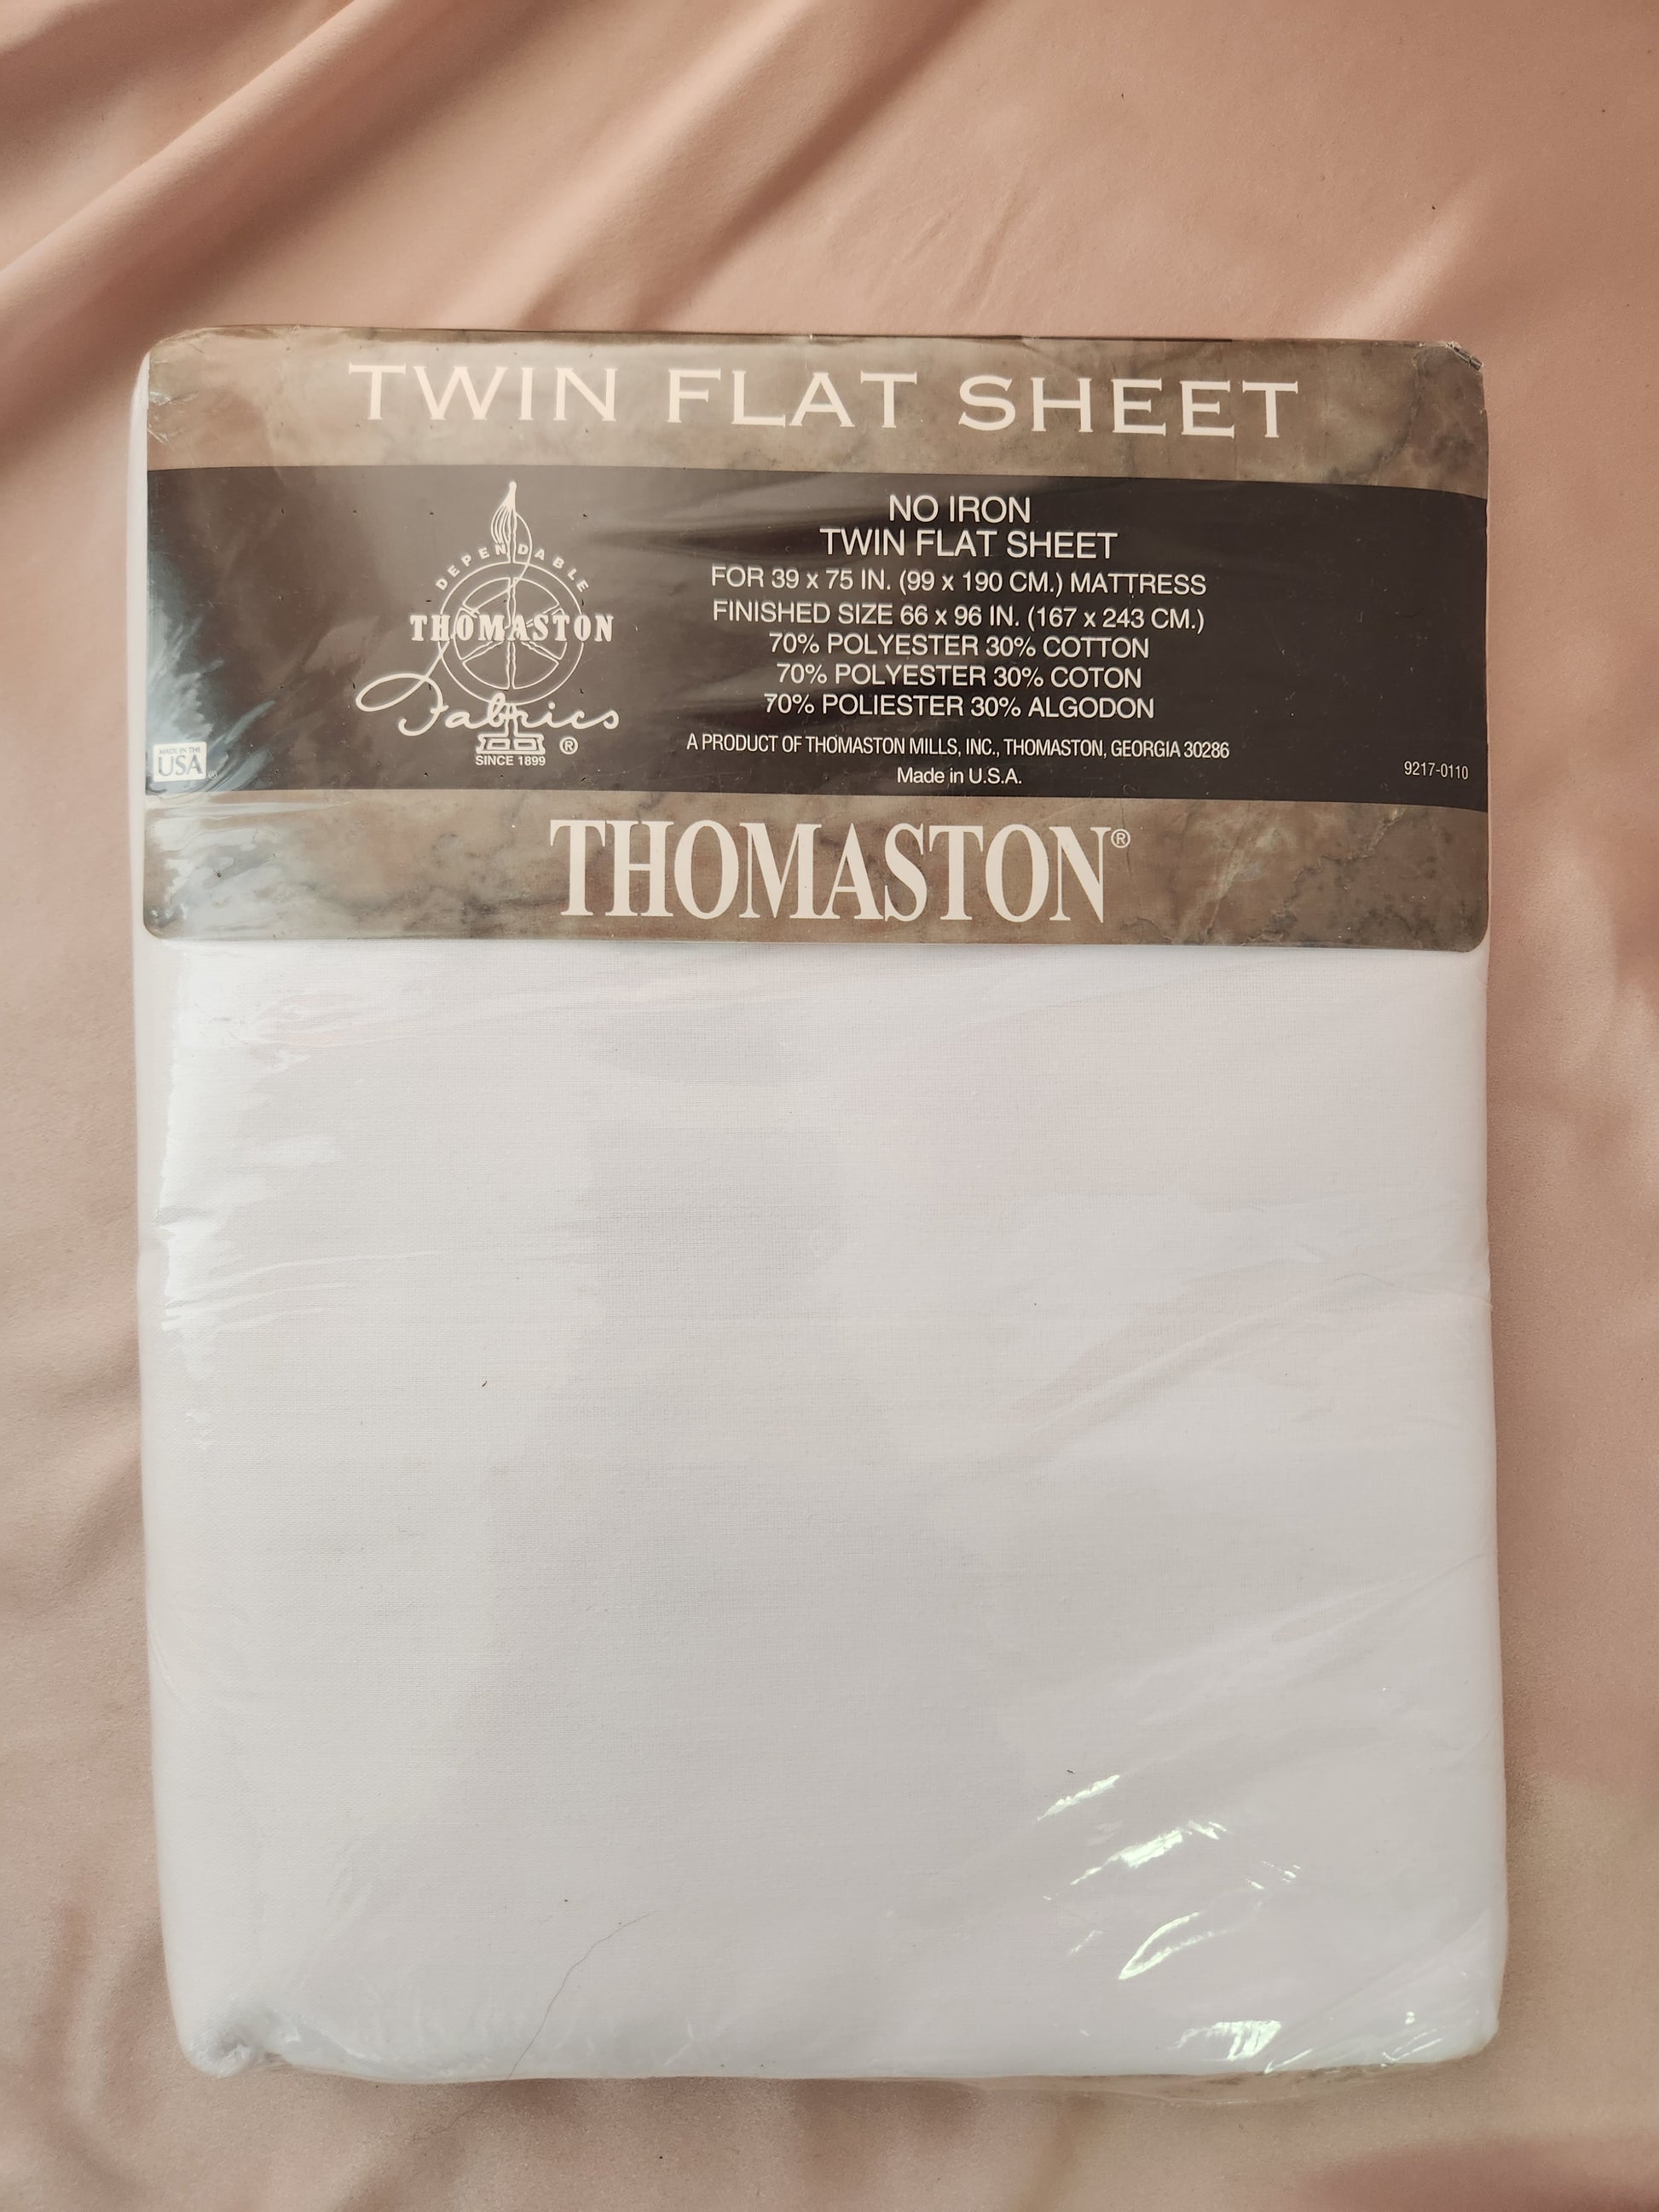 TWIN FLAT SHEET
DEPENDABLE
THOMASTON
Fabrics
®
SINCE 1899
NO IRON
TWIN FLAT SHEET
FOR 39 x 75 IN. (99 x 190 CM.) MATTRESS
FINISHED SIZE 66 x 96 IN. (167 x 243 CM.)
70% POLYESTER 30% COTTON
70% POLYESTER 30% COTON
70% POLIESTER 30% ALGODON
A PRODUCT OF THOMASTON MILLS, INC., THOMASTON, GEORGIA 30286
Made in U.S.A.
MADE IN THE
USA
9217-0110
THOMASTON®